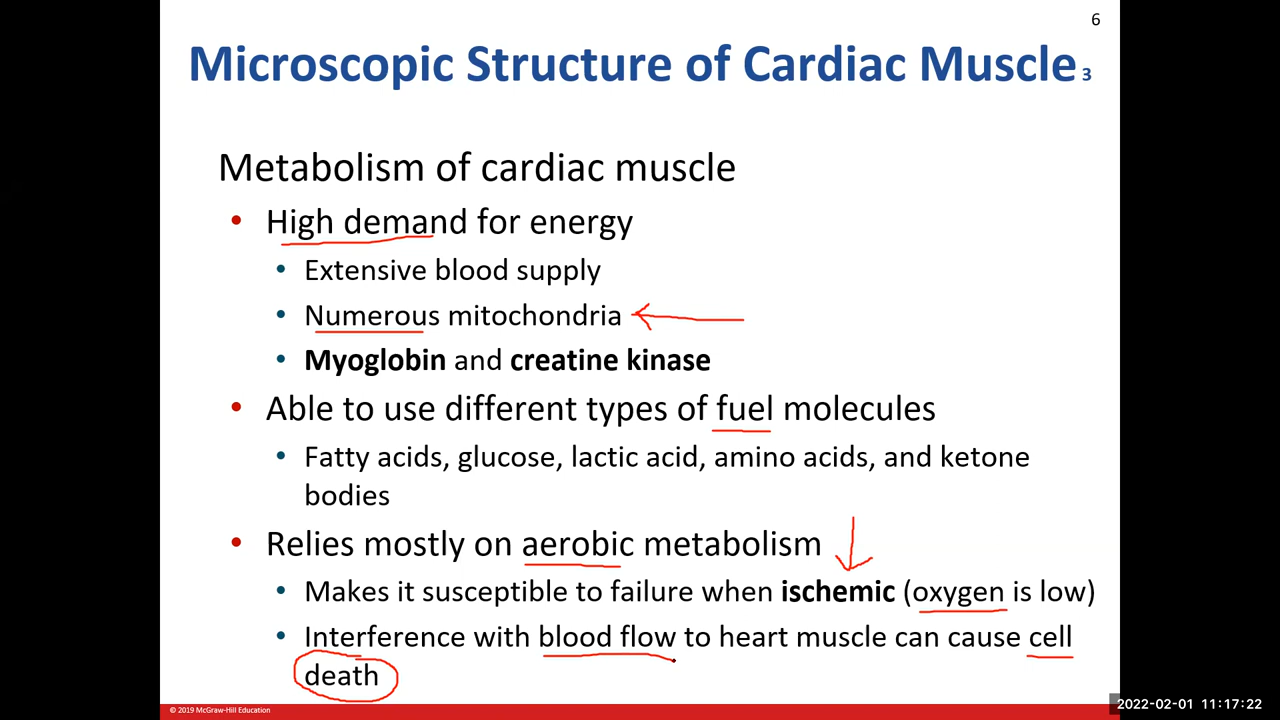 6
Microscopic Structure of Cardiac Muscle 3
Metabolism of cardiac muscle
• High demand for energy
• Extensive blood supply
• Numerous mitochondria
• Myoglobin and creatine kinase
• Able to use different types of fuel molecules
• Fatty acids, glucose, lactic acid, amino acids, and ketone
bodies
• Relies mostly on aerobic metabolism
• Makes it susceptible to failure when ischemic (oxygen is low)
• Interference with blood flow to heart muscle can cause cell
death
© 2019 McGraw-Hill Education
2022-02-01 11:17:22